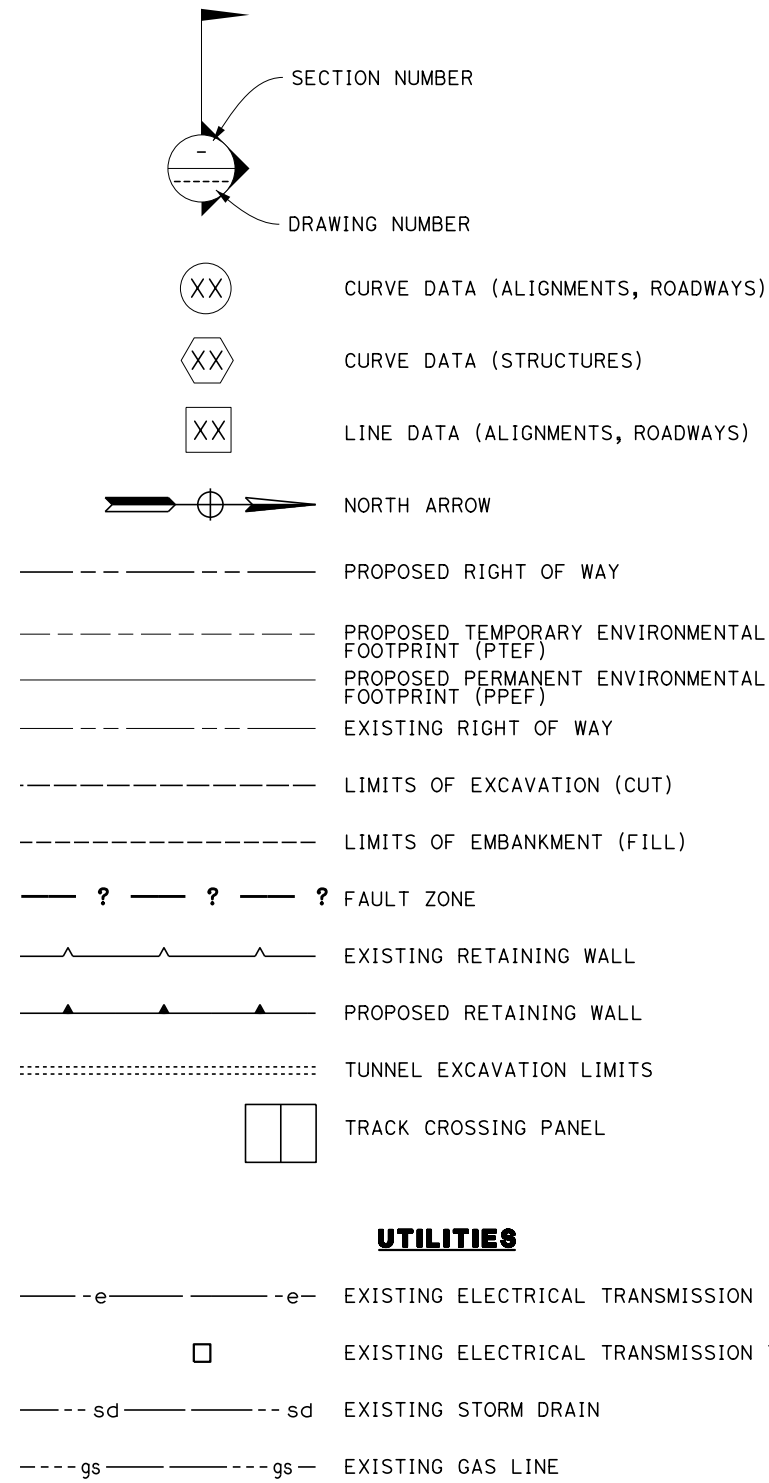 SECTION NUMBER
-
DRAWING NUMBER
XX CURVE DATA (ALIGNMENTS, ROADWAYS)
XX CURVE DATA (STRUCTURES)
XX LINE DATA (ALIGNMENTS, ROADWAYS)
NORTH ARROW
PROPOSED RIGHT OF WAY
PROPOSED TEMPORARY ENVIRONMENTAL
FOOTPRINT (PTEF)
PROPOSED PERMANENT ENVIRONMENTAL
FOOTPRINT (PPEF)
EXISTING RIGHT OF WAY
LIMITS OF EXCAVATION (CUT)
LIMITS OF EMBANKMENT (FILL)
? ? ? FAULT ZONE
EXISTING RETAINING WALL
PROPOSED RETAINING WALL
TUNNEL EXCAVATION LIMITS
TRACK CROSSING PANEL
UTILITIES
e e EXISTING ELECTRICAL TRANSMISSION
EXISTING ELECTRICAL TRANSMISSION
sd sd EXISTING STORM DRAIN
gs gs EXISTING GAS LINE